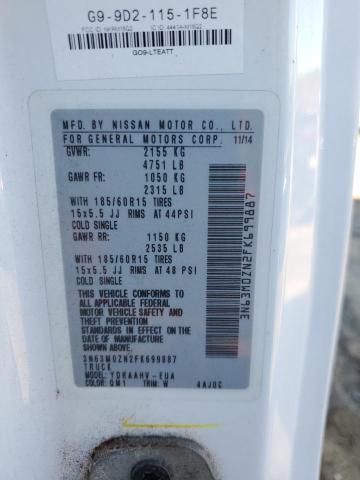 G9-9D2-115-1F8E
GO9-LTEATT
MFD. BY NISSAN MOTOR CO., LTD.
FOR GENERAL MOTORS CORP. 11/14
GVWR: 2155 KG
4751 LB
GAWR FR: 1050 KG
2315 LB
WITH 185/60R15 TIRES
15x5.5 JJ RIMS AT 44PSI
COLD SINGLE
GAWR RR: 1150 KG
2535 LB
WITH 185/60R15 TIRES
15x5.5 JJ RIMS AT 48 PSI
COLD SINGLE
THIS VEHICLE CONFORMS TO
ALL APPLICABLE FEDERAL
MOTOR VEHICLE SAFETY
AND THEFT PREVENTION
STANDARDS IN EFFECT ON
THE DATE OF MANUFACTURE
SHOWN ABOVE.
3N63M0ZN2FK699887
TRUCK
MODEL: YDRAAHV-EUA
COLOR: QM1 TRIM: W 4AJ0C
3N63M0ZN2FK699887